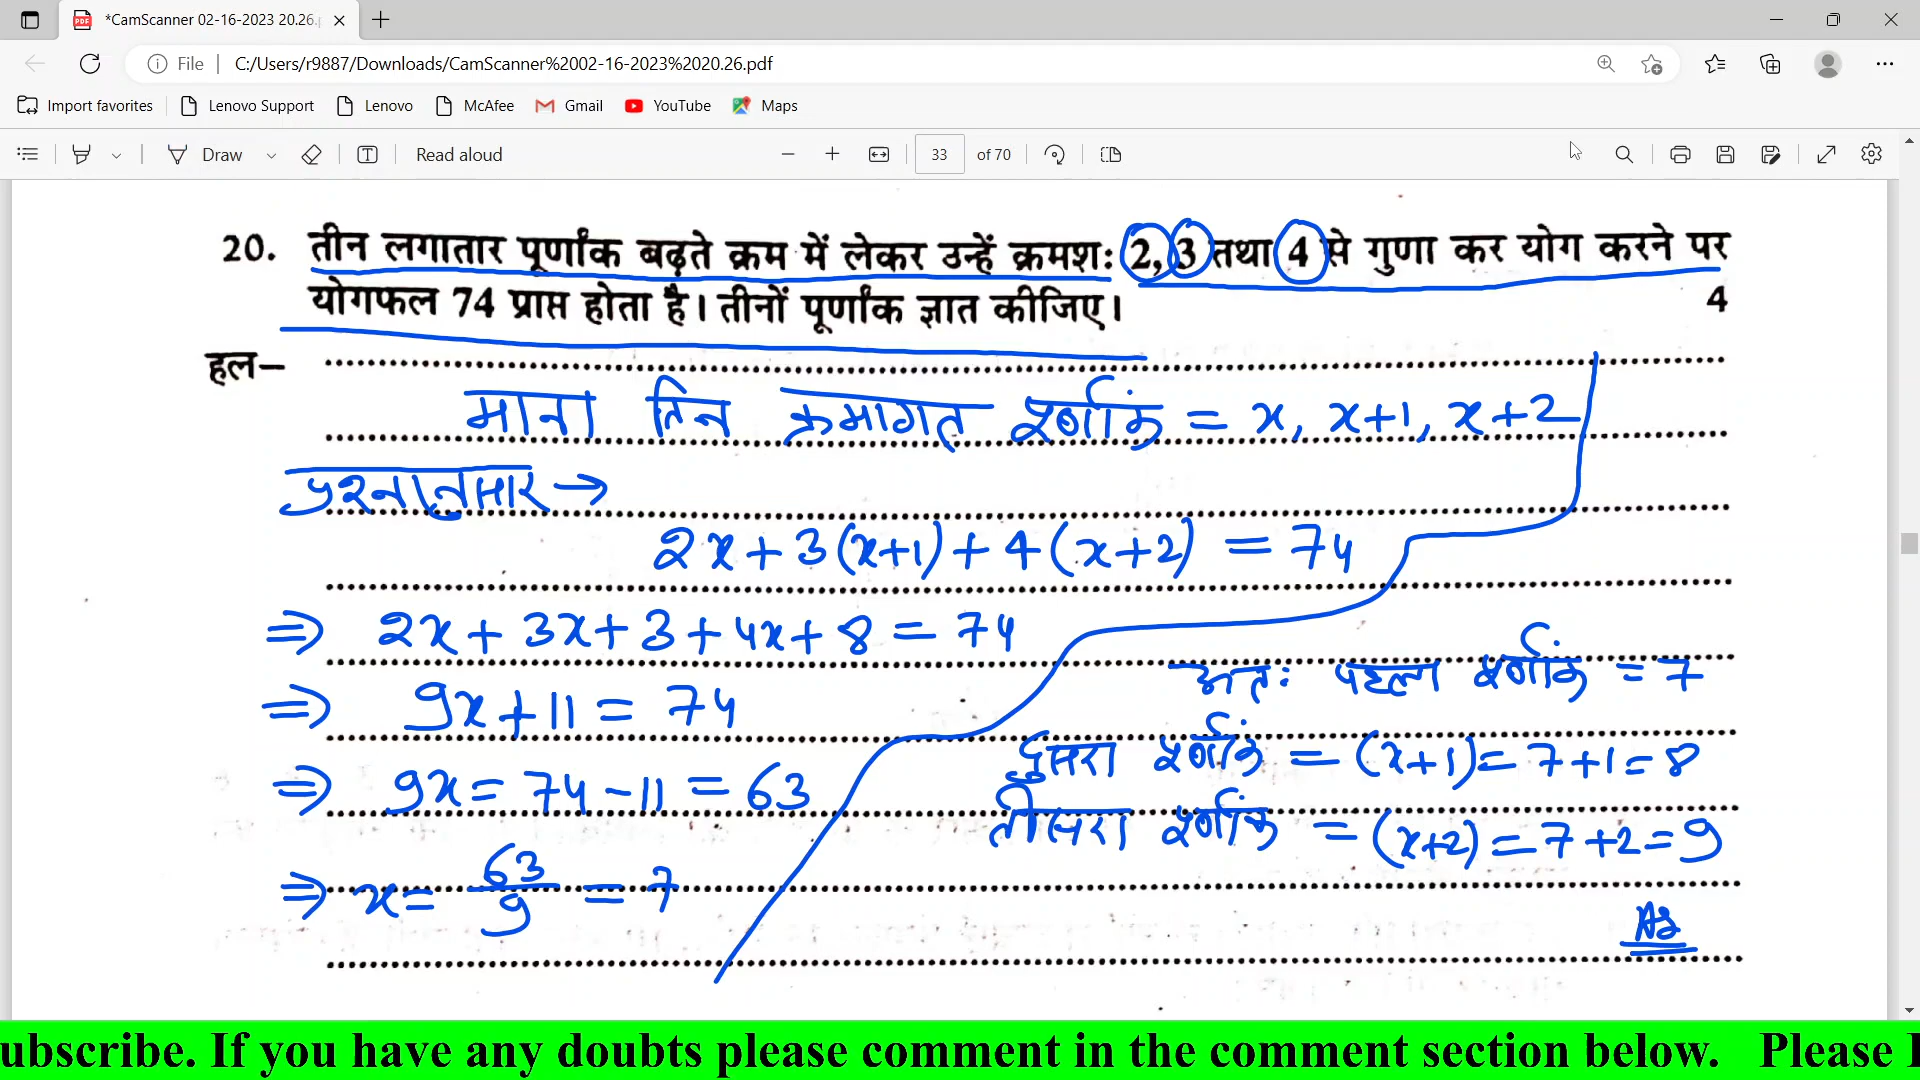 *CamScanner 02-16-2023 20.26.
File C:/Users/r9887/Downloads/CamScanner%2002-16-2023%2020.26.pdf
Import favorites Lenovo Support Lenovo McAfee Gmail YouTube Maps
Draw Read aloud 33 of 70
20. तीन लगातार पूर्णांक बढ़ते क्रम में लेकर उन्हें क्रमश: 2, 3 तथा 4 से गुणा कर योग करने पर
योगफल 74 प्राप्त होता है। तीनों पूर्णांक ज्ञात कीजिए। 4
हल–
माना तिन क्रमागत पूर्णांक = x, x+1, x+2
प्रश्नानुसार →
2x + 3(x+1) + 4(x+2) = 74
⇒ 2x + 3x + 3 + 4x + 8 = 74
⇒ 9x + 11 = 74
⇒ 9x = 74 - 11 = 63
⇒ x = 63/9 = 7
अतः पहला पूर्णांक = 7
दुसरा पूर्णांक = (x+1) = 7+1 = 8
तीसरा पूर्णांक = (x+2) = 7+2 = 9
ubscribe. If you have any doubts please comment in the comment section below. Please